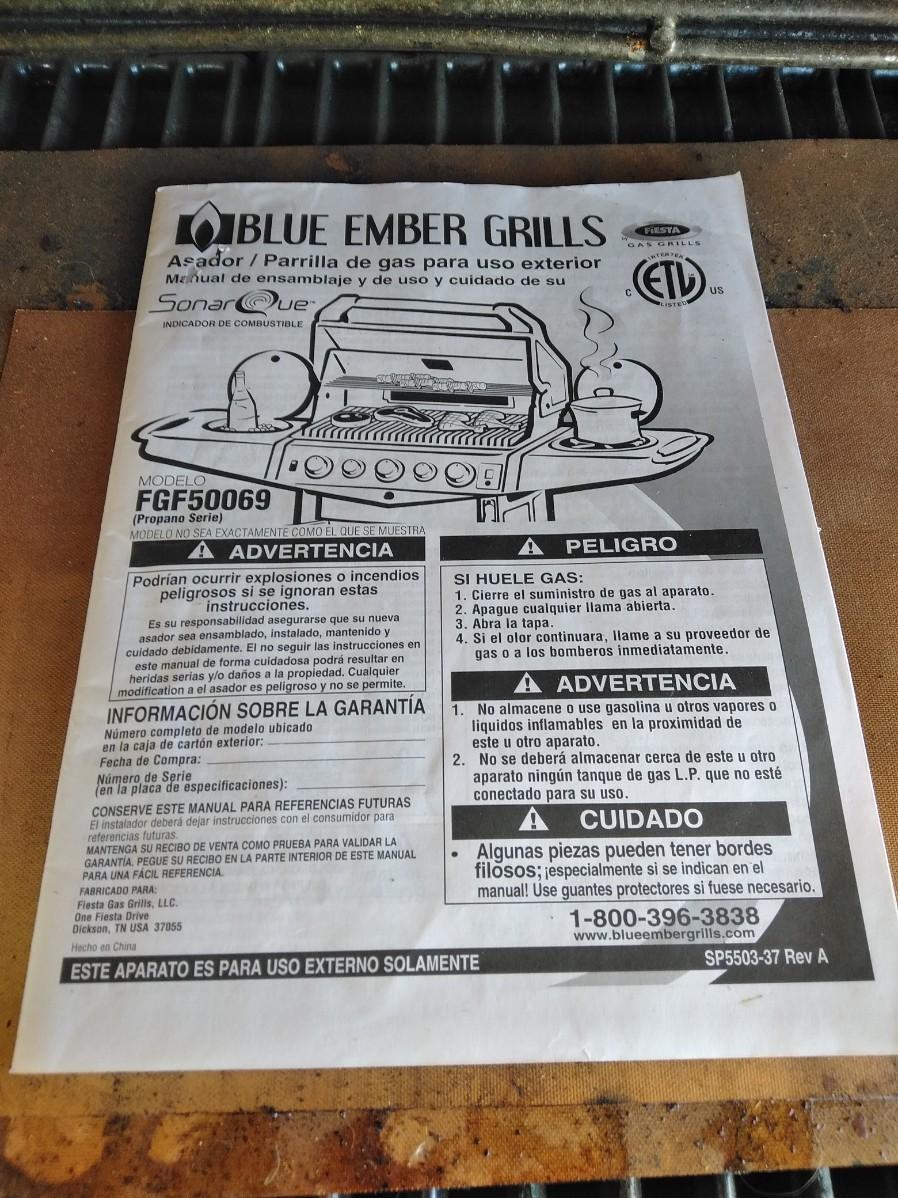 BLUE EMBER GRILLS
by FIESTA
GAS GRILLS
Asador / Parrilla de gas para uso exterior
Manual de ensamblaje y de uso y cuidado de su
SonarQue™
INDICADOR DE COMBUSTIBLE
INTERTEK
C ETL US
LISTED
MODELO
FGF50069
(Propano Serie)
MODELO NO SEA EXACTAMENTE COMO EL QUE SE MUESTRA
ADVERTENCIA
Podrían ocurrir explosiones o incendios
peligrosos si se ignoran estas
instrucciones.
Es su responsabilidad asegurarse que su nueva
asador sea ensamblado, instalado, mantenido y
cuidado debidamente. El no seguir las instrucciones en
este manual de forma cuidadosa podrá resultar en
heridas serias y/o daños a la propiedad. Cualquier
modification a el asador es peligroso y no se permite.
INFORMACIÓN SOBRE LA GARANTÍA
Número completo de modelo ubicado
en la caja de cartón exterior:
Fecha de Compra:
Número de Serie
(en la placa de especificaciones):
CONSERVE ESTE MANUAL PARA REFERENCIAS FUTURAS
El instalador deberá dejar instrucciones con el consumidor para
referencias futuras.
MANTENGA SU RECIBO DE VENTA COMO PRUEBA PARA VALIDAR LA
GARANTÍA. PEGUE SU RECIBO EN LA PARTE INTERIOR DE ESTE MANUAL
PARA UNA FÁCIL REFERENCIA.
FABRICADO PARA:
Fiesta Gas Grills, LLC.
One Fiesta Drive
Dickson, TN USA 37055
Hecho en China
PELIGRO
SI HUELE GAS:
1. Cierre el suministro de gas al aparato.
2. Apague cualquier llama abierta.
3. Abra la tapa.
4. Si el olor continuara, llame a su proveedor de
gas o a los bomberos inmediatamente.
ADVERTENCIA
1. No almacene o use gasolina u otros vapores o
liquidos inflamables en la proximidad de
este u otro aparato.
2. No se deberá almacenar cerca de este u otro
aparato ningún tanque de gas L.P. que no esté
conectado para su uso.
CUIDADO
• Algunas piezas pueden tener bordes
filosos; ¡especialmente si se indican en el
manual! Use guantes protectores si fuese necesario.
1-800-396-3838
www.blueembergrills.com
ESTE APARATO ES PARA USO EXTERNO SOLAMENTE
SP5503-37 Rev A